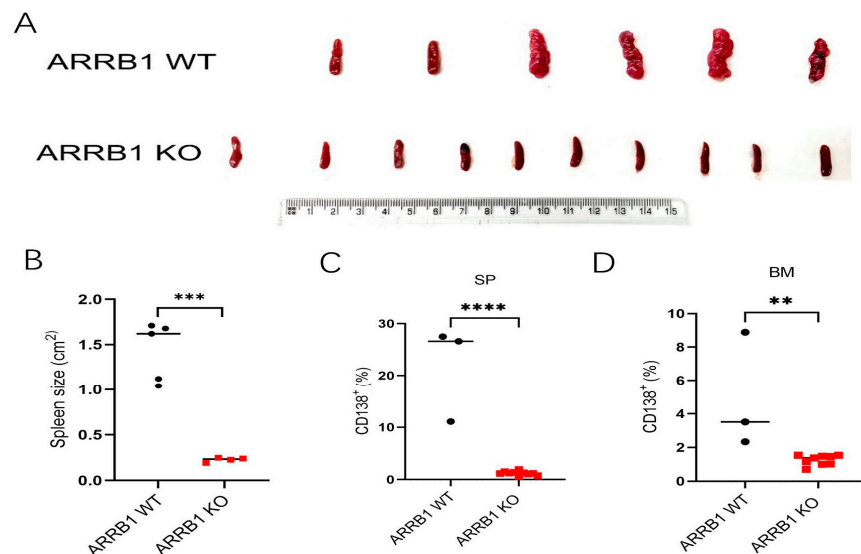 A
ARRB1 WT
ARRB1 KO
1 2 3 4 5 6 7 8 9 10 11 12 13 14 15
B
Spleen size (cm²)
2.0
1.5
1.0
0.5
0.0
***
ARRB1 WT
ARRB1 KO
C
SP
CD138⁺ (%)
30
20
10
0
****
ARRB1 WT
ARRB1 KO
D
BM
CD138⁺ (%)
10
8
6
4
2
0
**
ARRB1 WT
ARRB1 KO